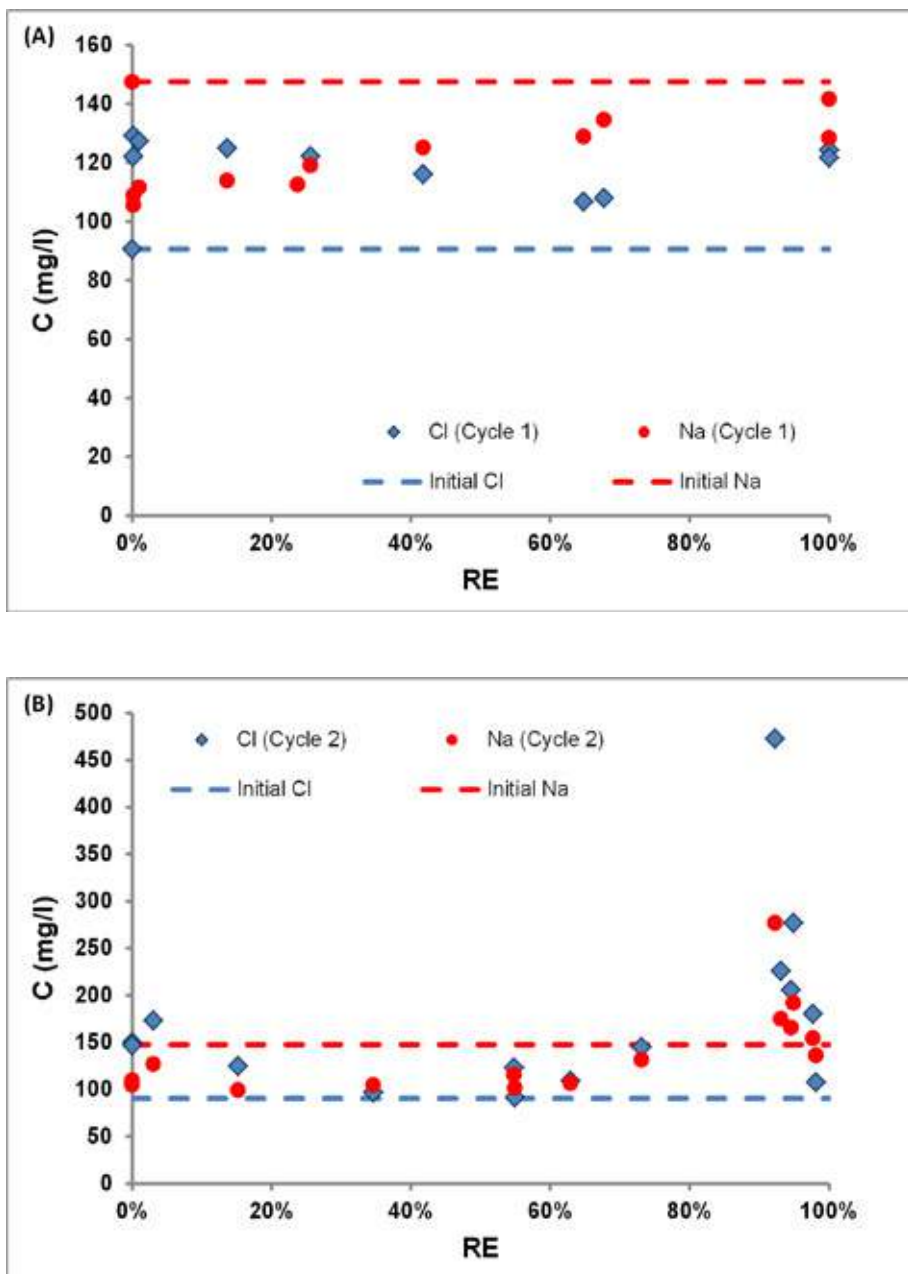 (A)
160
140
120
100
80
60
40
20
0
C (mg/l)
Cl (Cycle 1) Na (Cycle 1)
Initial Cl Initial Na
0% 20% 40% 60% 80% 100%
RE
(B)
500
450
400
350
300
250
200
150
100
50
0
C (mg/l)
Cl (Cycle 2) Na (Cycle 2)
Initial Cl Initial Na
0% 20% 40% 60% 80% 100%
RE